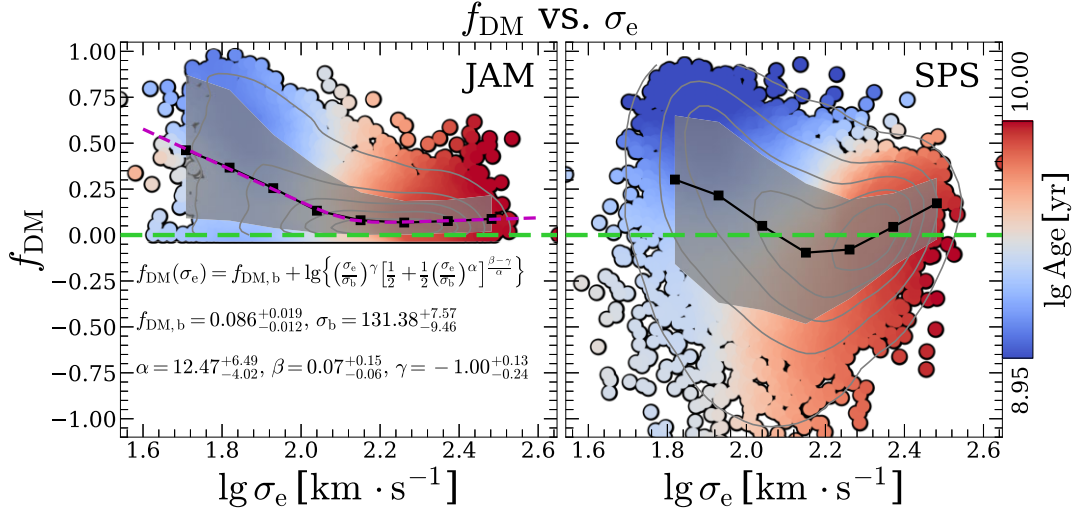 f_DM vs. σ_e
JAM
SPS
f_DM
1.00
0.75
0.50
0.25
0.00
−0.25
−0.50
−0.75
−1.00
f_DM(σ_e) = f_DM,b + lg{(σ_e/σ_b)^γ [1/2 + 1/2(σ_e/σ_b)^α]^((β−γ)/α)}
f_DM,b = 0.086^{+0.019}_{−0.012}, σ_b = 131.38^{+7.57}_{−9.46}
α = 12.47^{+6.49}_{−4.02}, β = 0.07^{+0.15}_{−0.06}, γ = −1.00^{+0.13}_{−0.24}
1.6 1.8 2.0 2.2 2.4 2.6
1.8 2.0 2.2 2.4 2.6
lg σ_e [km · s⁻¹]
lg σ_e [km · s⁻¹]
10.00
lg Age [yr]
8.95